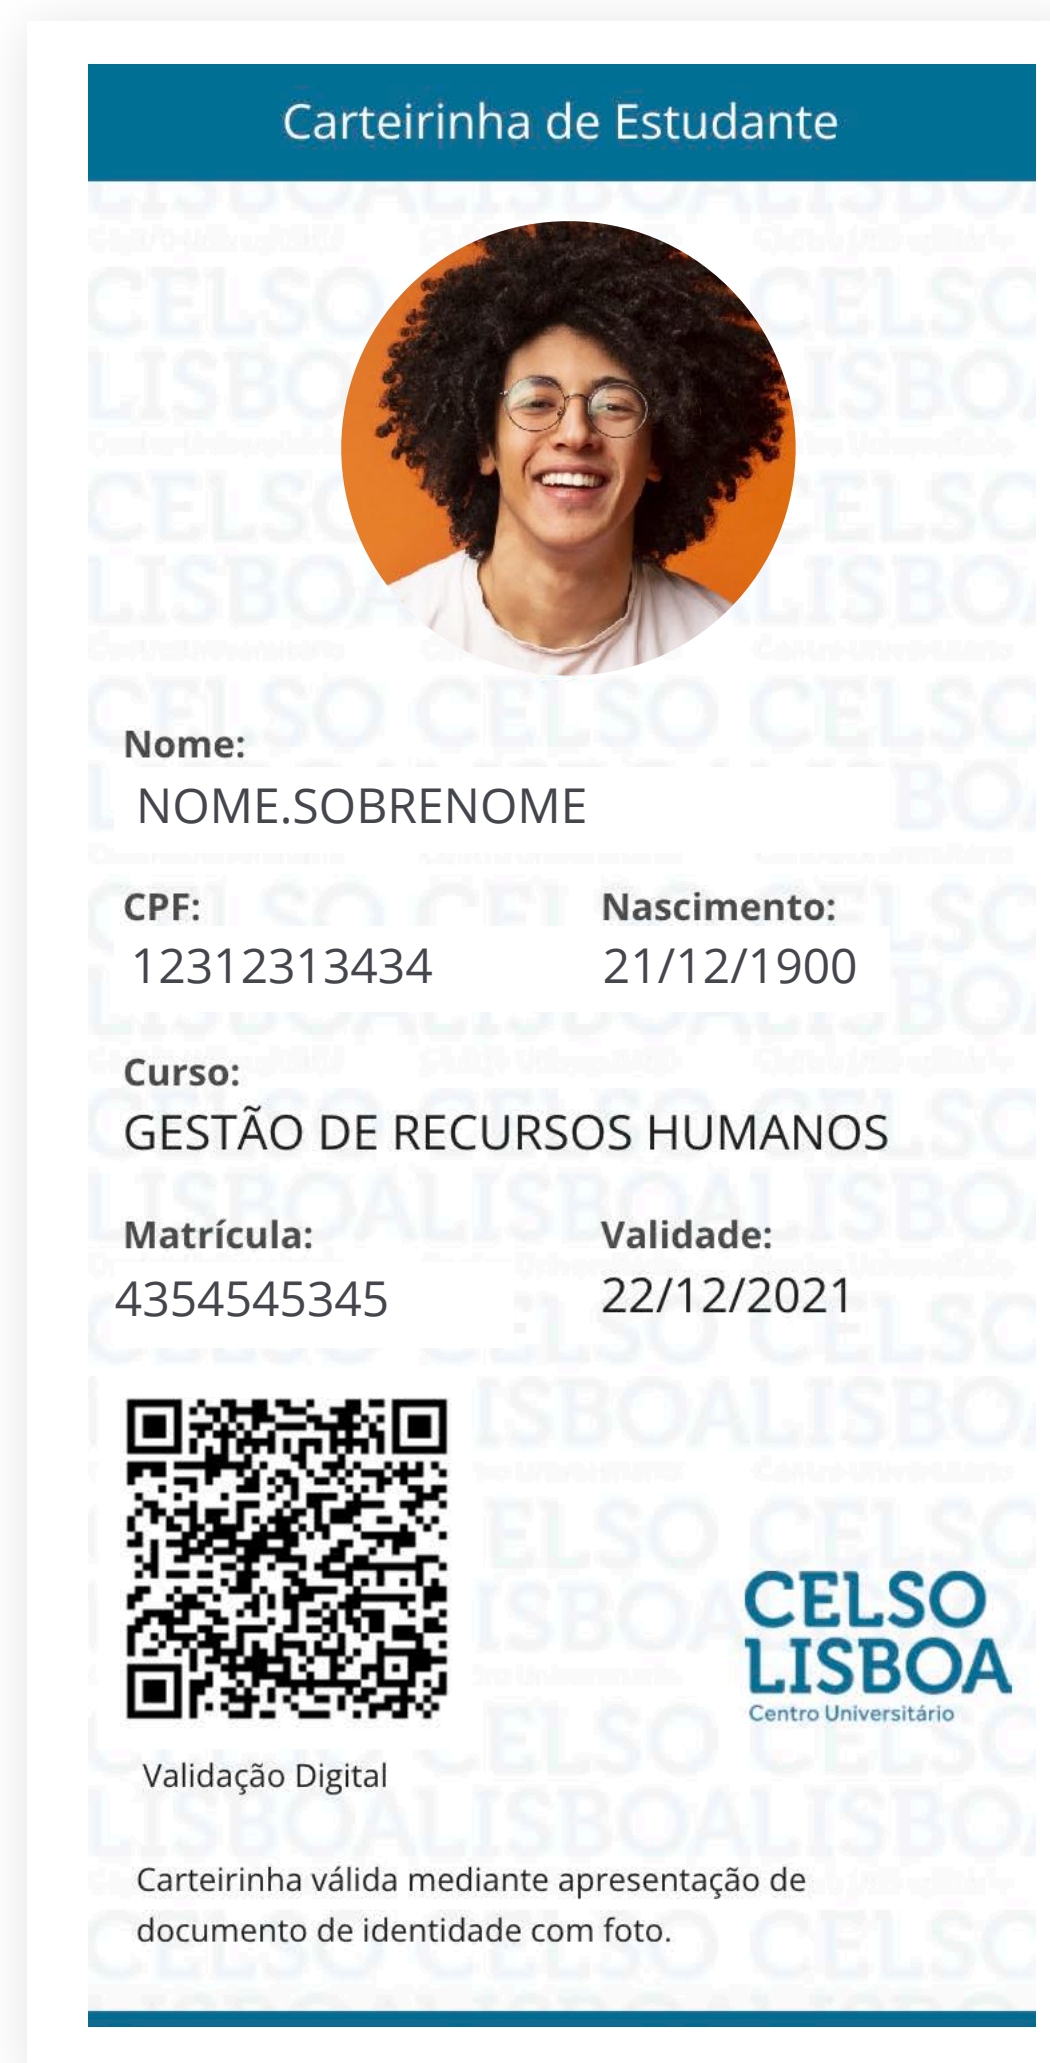 Carteirinha de Estudante
Nome:
NOME.SOBRENOME
CPF:
Nascimento:
12312313434
21/12/1900
Curso:
GESTÃO DE RECURSOS HUMANOS
Matrícula:
Validade:
4354545345
22/12/2021
CELSO
LISBOA
Centro Universitário
Validação Digital
Carteirinha válida mediante apresentação de
documento de identidade com foto.